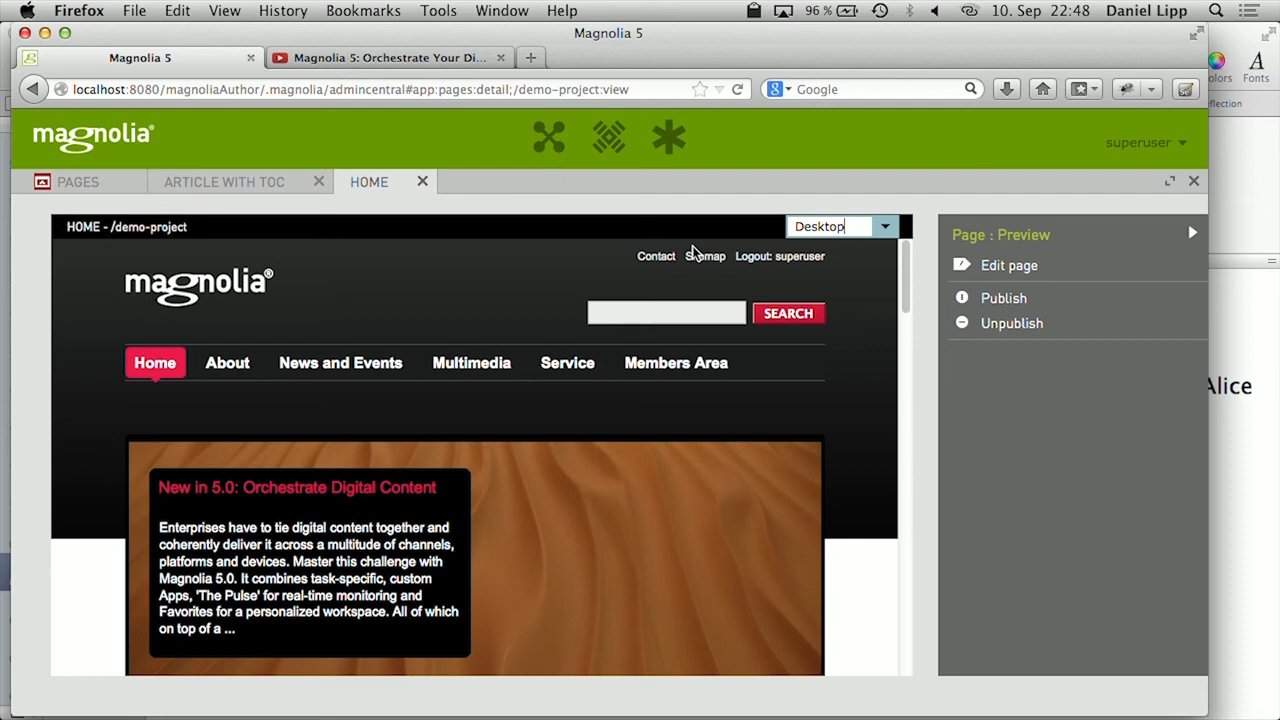 Firefox File Edit View History Bookmarks Tools Window Help 96% 10. Sep 22:48 Daniel Lipp
Magnolia 5
Magnolia 5 Magnolia 5: Orchestrate Your Di...
localhost:8080/magnoliaAuthor/.magnolia/admincentral#app:pages:detail;/demo-project:view Google
Fonts
magnolia®
superuser
PAGES ARTICLE WITH TOC HOME
HOME - /demo-project Desktop
Page : Preview
Contact Logout: superuser
Edit page
magnolia®
Publish
SEARCH
Unpublish
Home About News and Events Multimedia Service Members Area
Alice
New in 5.0: Orchestrate Digital Content
Enterprises have to tie digital content together and
coherently deliver it across a multitude of channels,
platforms and devices. Master this challenge with
Magnolia 5.0. It combines task-specific, custom
Apps, 'The Pulse' for real-time monitoring and
Favorites for a personalized workspace. All of which
on top of a ...